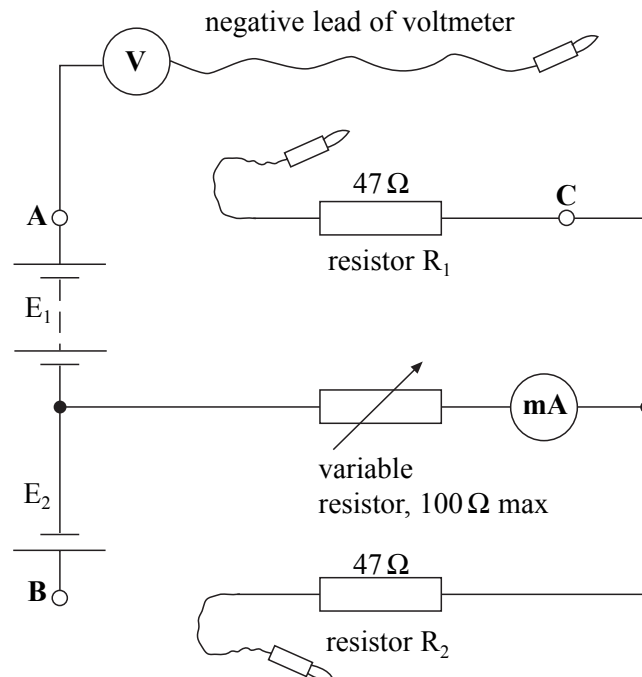 negative lead of voltmeter
V
47 Ω
A
C
resistor R₁
E₁
mA
variable
resistor, 100 Ω max
E₂
47 Ω
B
resistor R₂